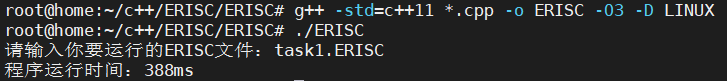 root@home:~/c++/ERISC/ERISC# g++ -std=c++11 *.cpp -o ERISC -O3 -D LINUX
root@home:~/c++/ERISC/ERISC# ./ERISC
请输入你要运行的ERISC文件：task1.ERISC
程序运行时间：388ms